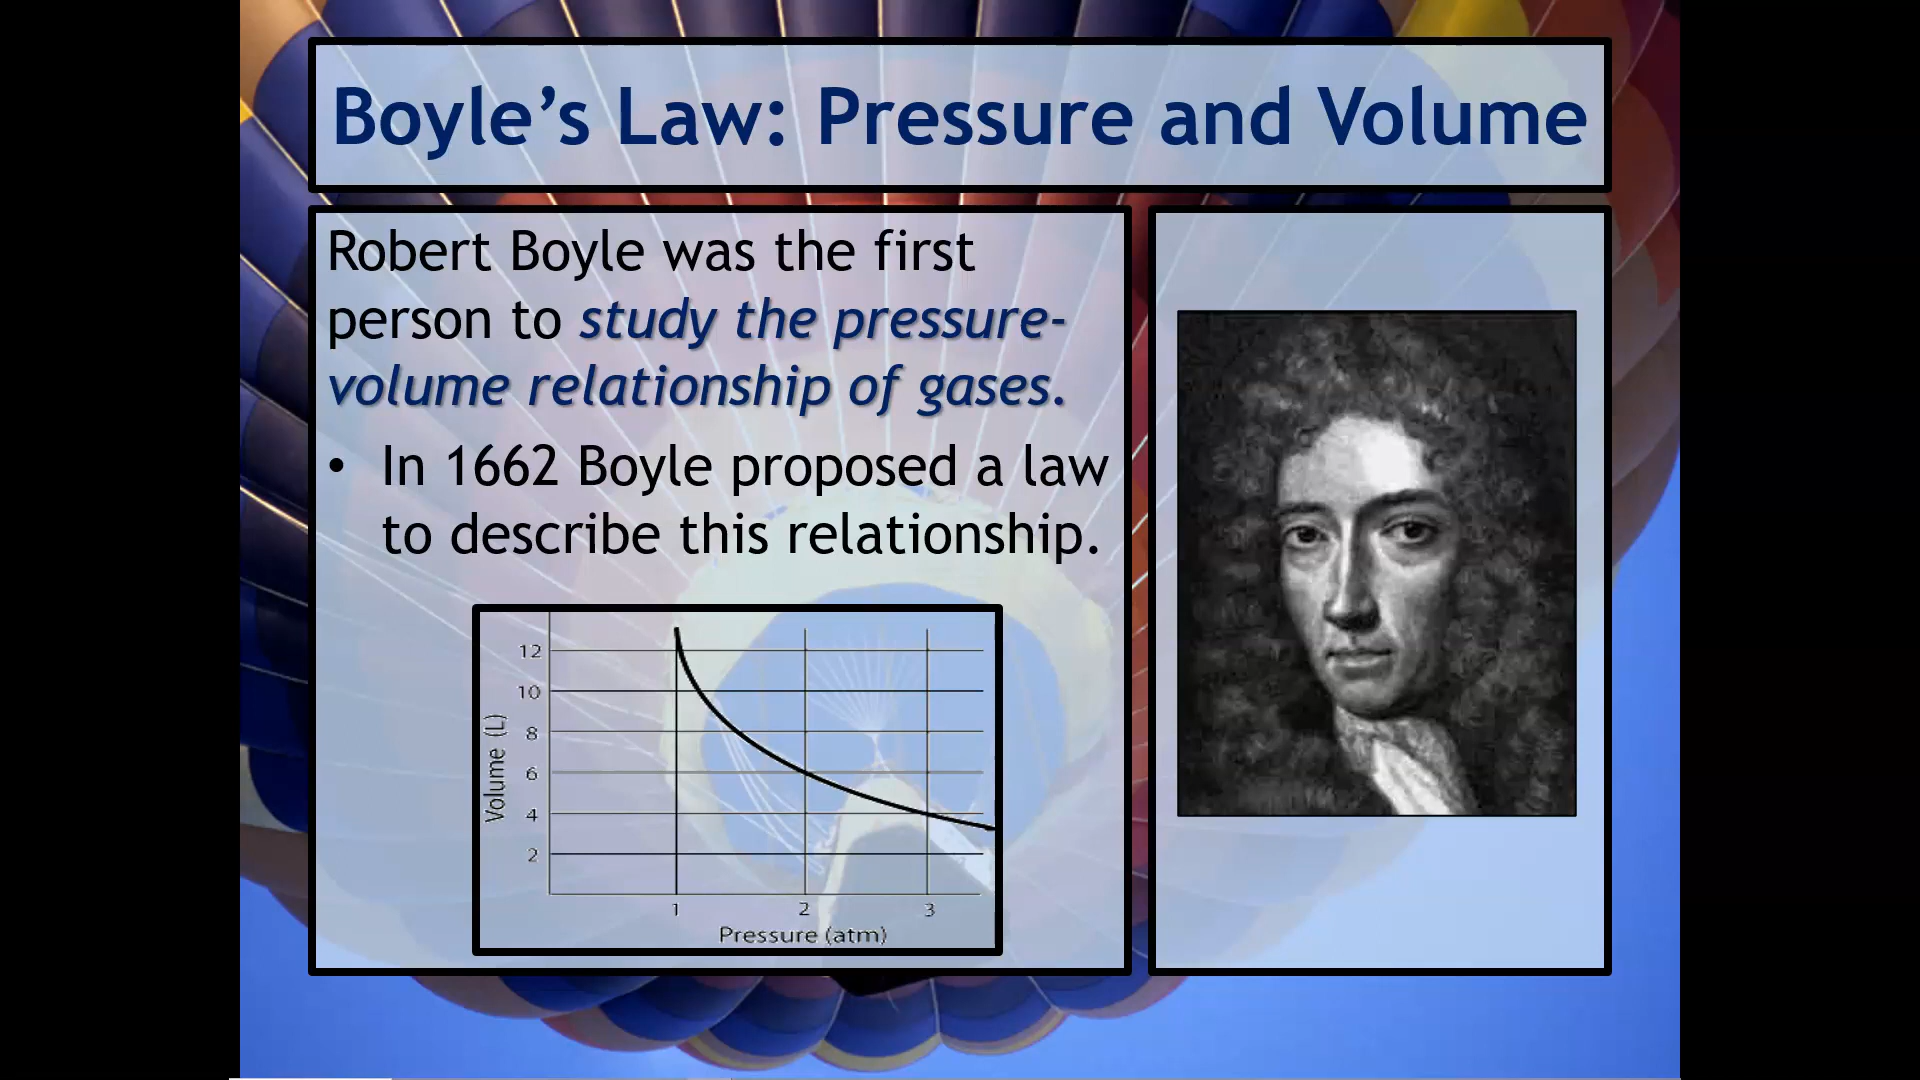 Boyle’s Law: Pressure and Volume
Robert Boyle was the first
person to study the pressure-
volume relationship of gases.
• In 1662 Boyle proposed a law
to describe this relationship.
12
10
8
6
4
2
Volume (L)
1 2 3
Pressure (atm)